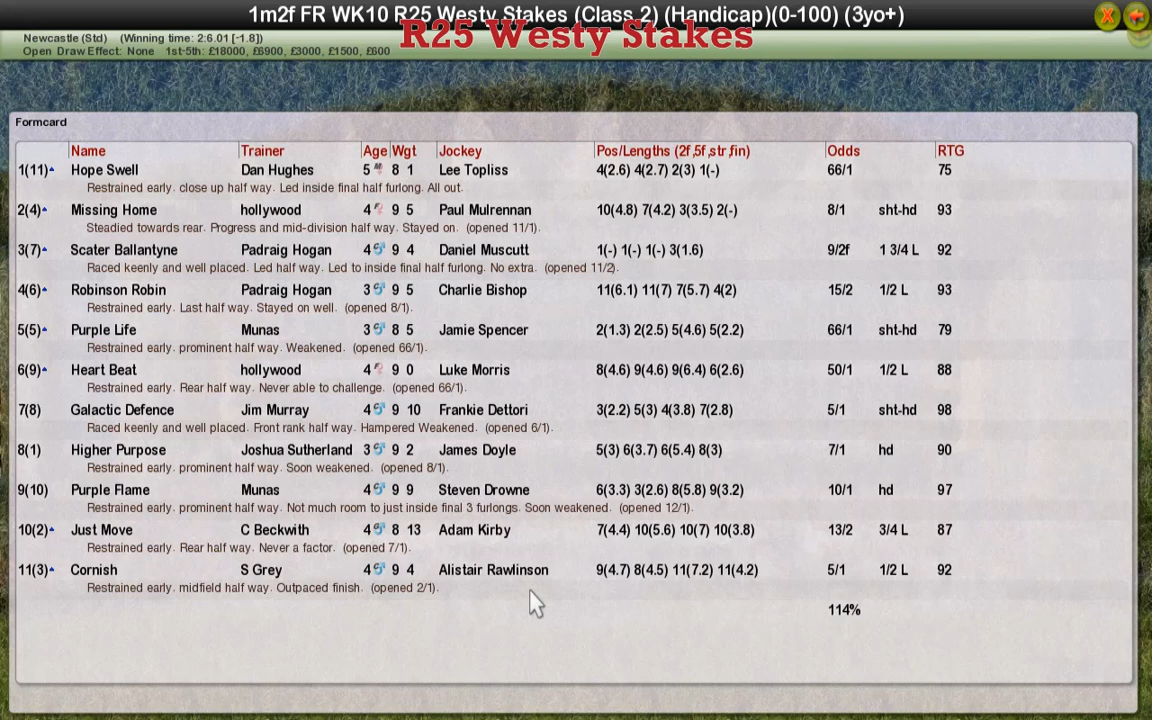 1m2f FR WK10 R25 Westy Stakes (Class 2) (Handicap)(0-100) (3yo+)
R25 Westy Stakes
Newcastle (Std) (Winning time: 2:6.01 [-1.8])
Open Draw Effect: None 1st-5th: £18000, £6900, £3000, £1500, £600
Formcard
Name Trainer Age Wgt Jockey Pos/Lengths (2f,5f,str,fin) Odds RTG
1(11) Hope Swell Dan Hughes 5 8 1 Lee Topliss 4(2.6) 4(2.7) 2(3) 1(-) 66/1 75
Restrained early. close up half way. Led inside final half furlong. All out.
2(4) Missing Home hollywood 4 9 5 Paul Mulrennan 10(4.8) 7(4.2) 3(3.5) 2(-) 8/1 sht-hd 93
Steadied towards rear. Progress and mid-division half way. Stayed on. (opened 11/1).
3(7) Scater Ballantyne Padraig Hogan 4 9 4 Daniel Muscutt 1(-) 1(-) 1(-) 3(1.6) 9/2f 1 3/4 L 92
Raced keenly and well placed. Led half way. Led to inside final half furlong. No extra. (opened 11/2).
4(6) Robinson Robin Padraig Hogan 3 9 5 Charlie Bishop 11(6.1) 11(7) 7(5.7) 4(2) 15/2 1/2 L 93
Restrained early. Last half way. Stayed on well. (opened 8/1).
5(5) Purple Life Munas 3 8 5 Jamie Spencer 2(1.3) 2(2.5) 5(4.6) 5(2.2) 66/1 sht-hd 79
Restrained early. prominent half way. Weakened. (opened 66/1).
6(9) Heart Beat hollywood 4 9 0 Luke Morris 8(4.6) 9(4.6) 9(6.4) 6(2.6) 50/1 1/2 L 88
Restrained early. Rear half way. Never able to challenge. (opened 66/1).
7(8) Galactic Defence Jim Murray 4 9 10 Frankie Dettori 3(2.2) 5(3) 4(3.8) 7(2.8) 5/1 sht-hd 98
Raced keenly and well placed. Front rank half way. Hampered Weakened. (opened 6/1).
8(1) Higher Purpose Joshua Sutherland 3 9 2 James Doyle 5(3) 6(3.7) 6(5.4) 8(3) 7/1 hd 90
Restrained early. prominent half way. Soon weakened. (opened 8/1).
9(10) Purple Flame Munas 4 9 9 Steven Drowne 6(3.3) 3(2.6) 8(5.8) 9(3.2) 10/1 hd 97
Restrained early. prominent half way. Not much room to just inside final 3 furlongs. Soon weakened. (opened 12/1).
10(2) Just Move C Beckwith 4 8 13 Adam Kirby 7(4.4) 10(5.6) 10(7) 10(3.8) 13/2 3/4 L 87
Restrained early. Rear half way. Never a factor. (opened 7/1).
11(3) Cornish S Grey 4 9 4 Alistair Rawlinson 9(4.7) 8(4.5) 11(7.2) 11(4.2) 5/1 1/2 L 92
Restrained early. midfield half way. Outpaced finish. (opened 2/1).
114%